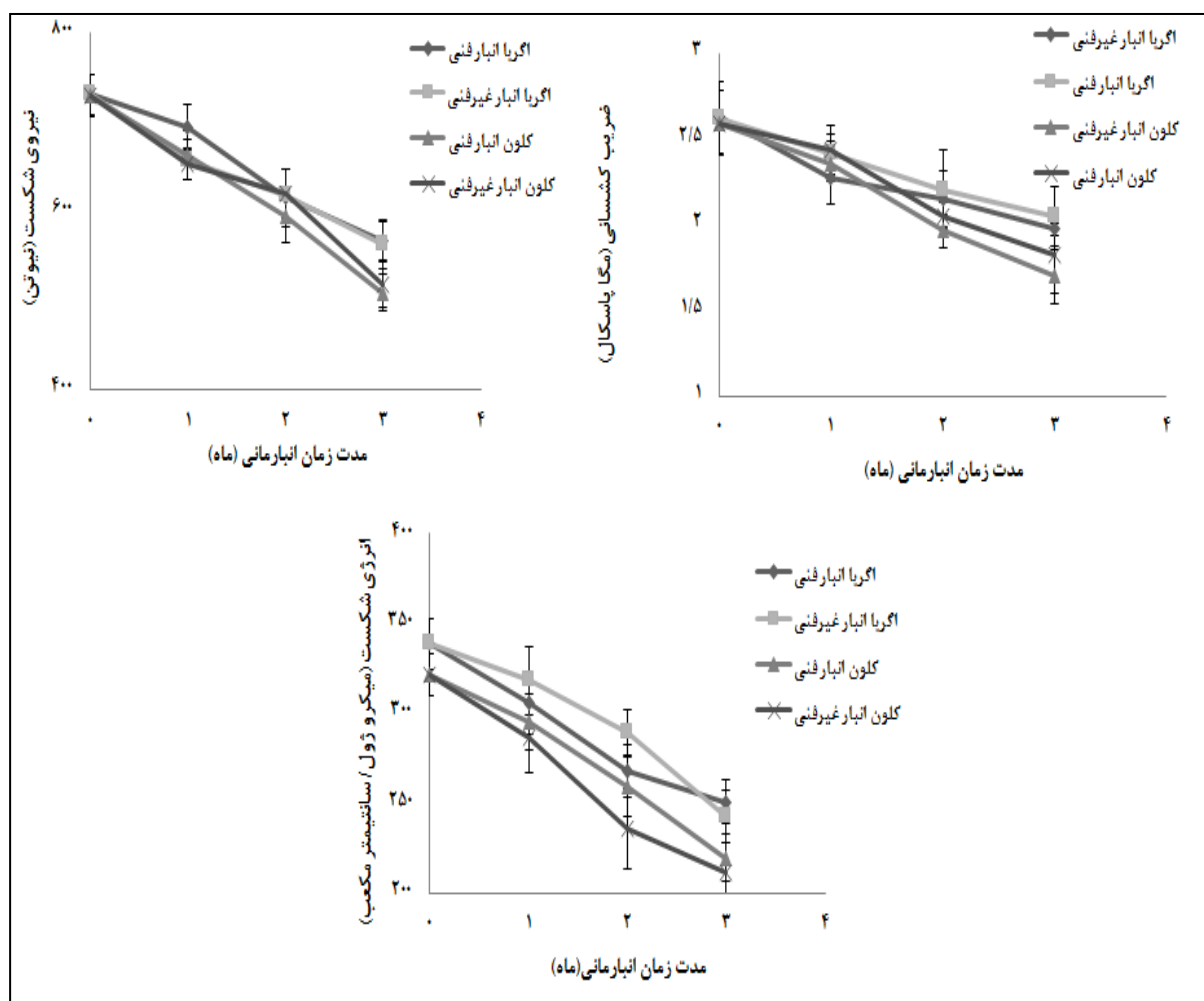 ۸۰۰
۶۰۰
۴۰۰
نیروی شکست (نیوتن)
۰ ۱ ۲ ۳ ۴
مدت زمان انبارمانی (ماه)
اگریا انبارفنی
اگریا انبارغیرفنی
کلون انبارفنی
کلون انبارغیرفنی
۳
۲/۵
۲
۱/۵
۱
ضریب کشسانی (مگا پاسکال)
۰ ۱ ۲ ۳ ۴
مدت زمان انبارمانی (ماه)
اگریا انبارغیرفنی
اگریا انبارفنی
کلون انبارغیرفنی
کلون انبارفنی
۴۰۰
۳۵۰
۳۰۰
۲۵۰
۲۰۰
انرژی شکست (میکرو ژول/ سانتیمتر مکعب)
۰ ۱ ۲ ۳ ۴
مدت زمان انبارمانی(ماه)
اگریا انبارفنی
اگریا انبارغیرفنی
کلون انبارفنی
کلون انبارغیرفنی